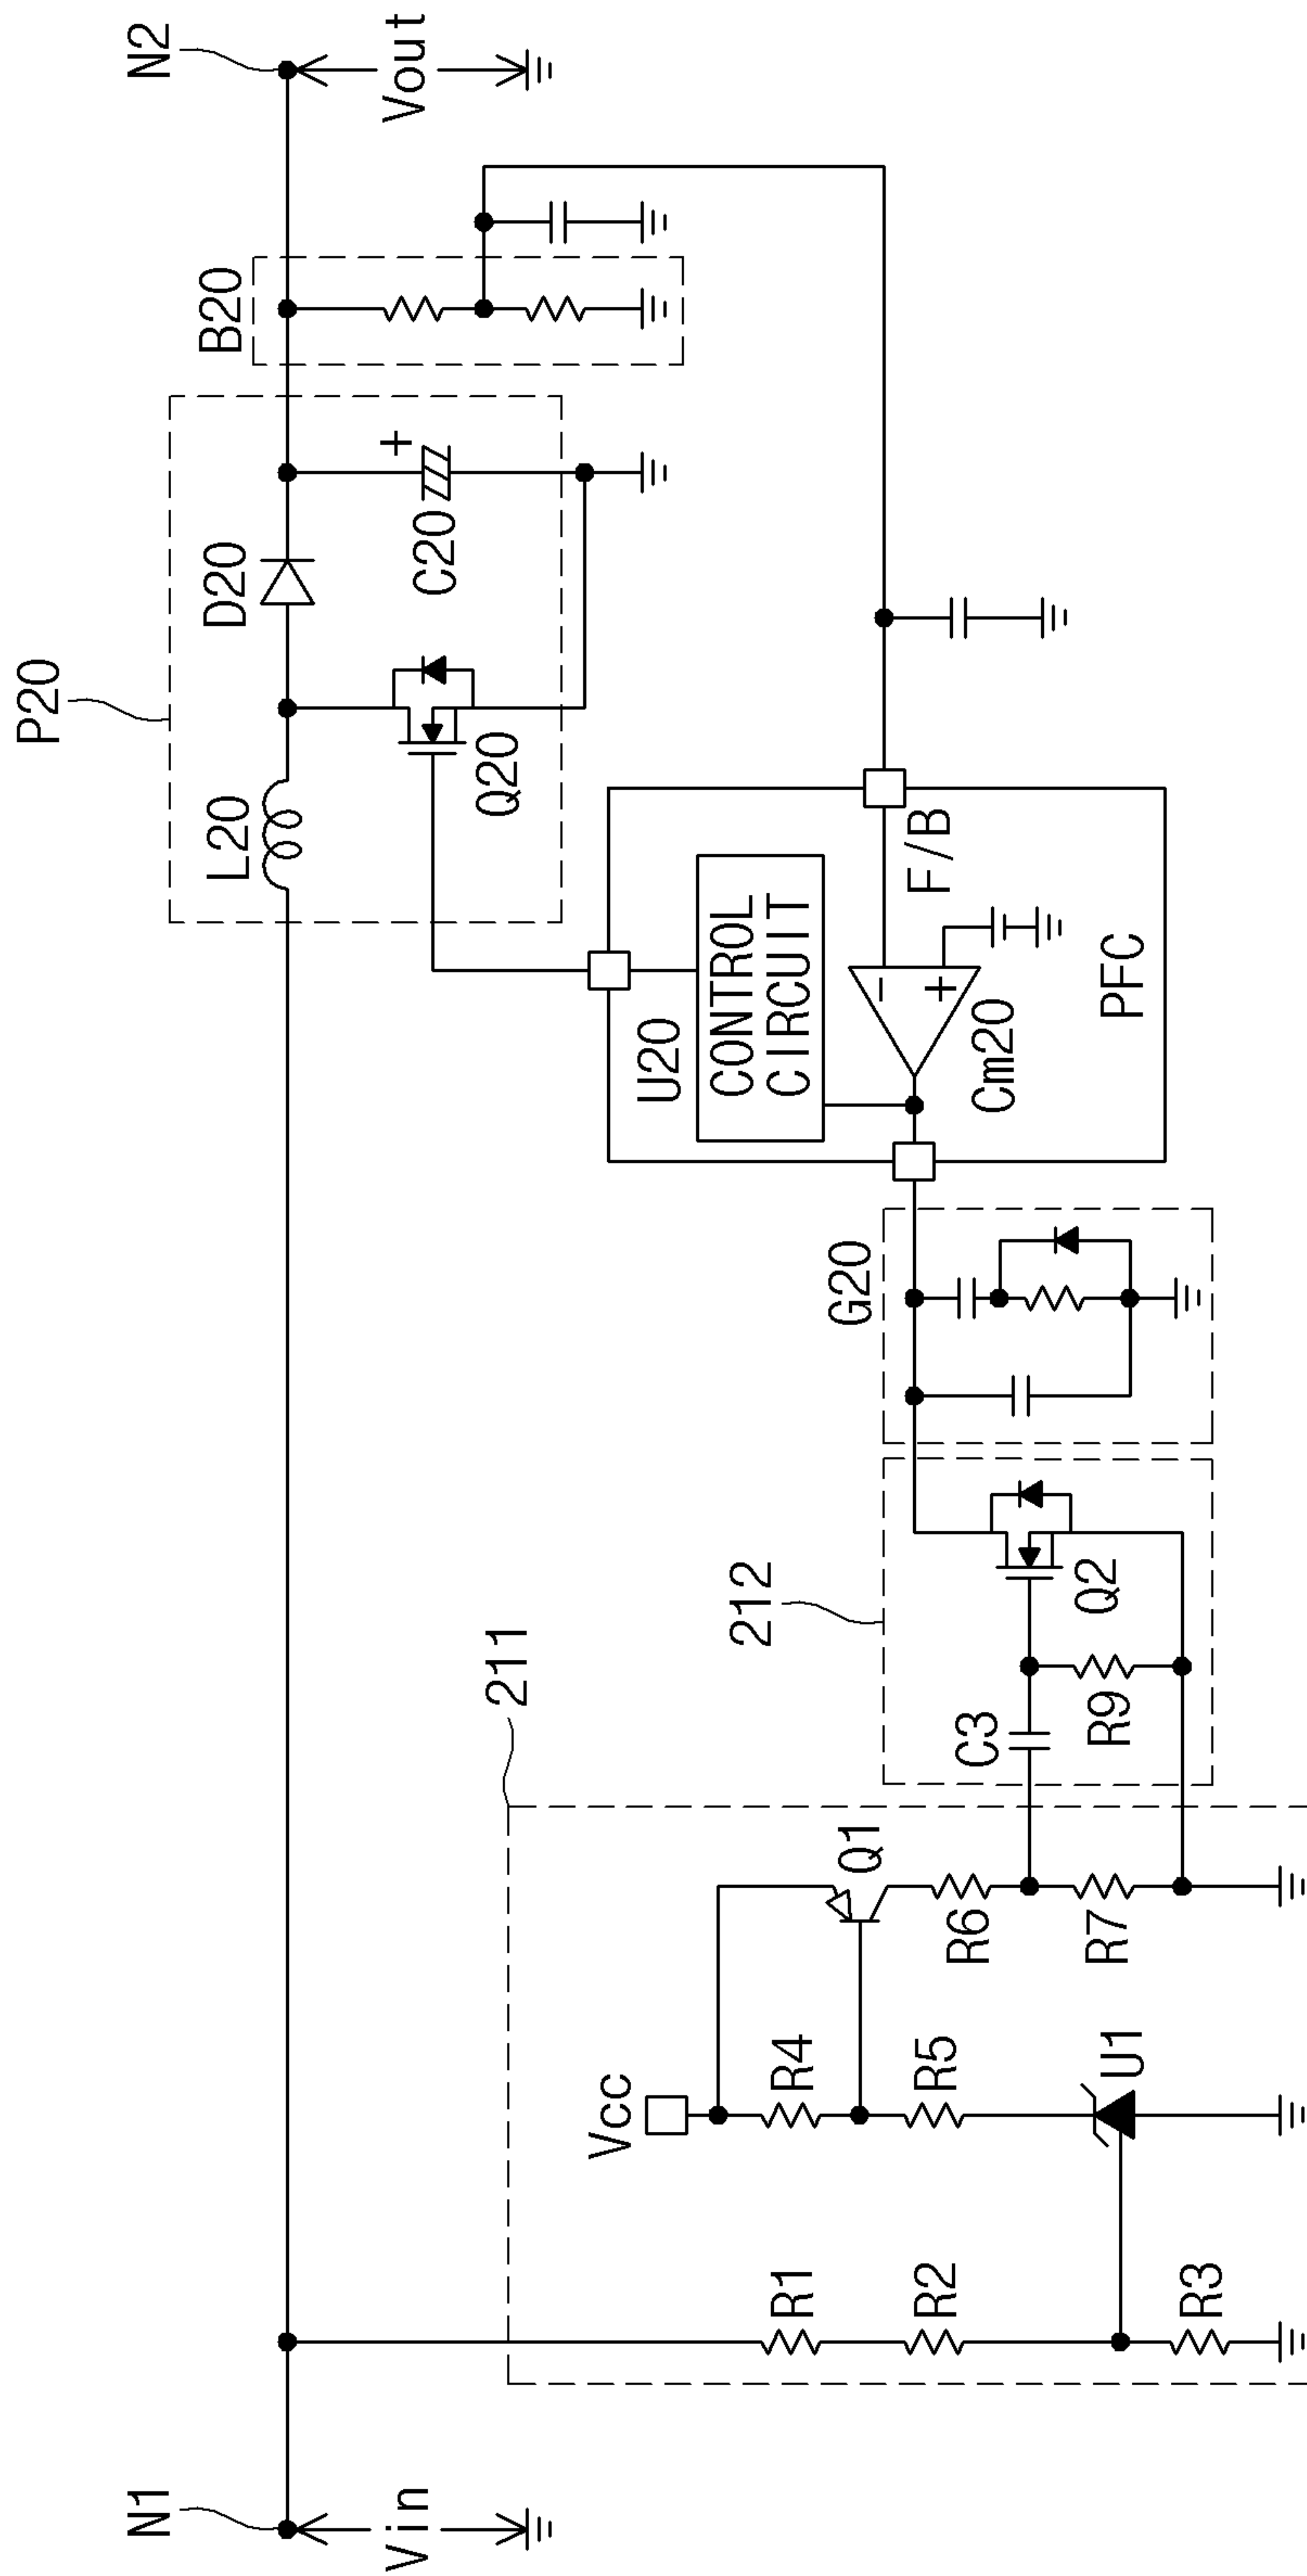 N1
Vin
P20
L20
D20
Q20
C20
+
B20
N2
Vout
211
R1
R2
R3
Vcc
R4
R5
U1
Q1
R6
R7
212
C3
R9
Q2
G20
U20
CONTROL
CIRCUIT
-
+
Cm20
F/B
PFC